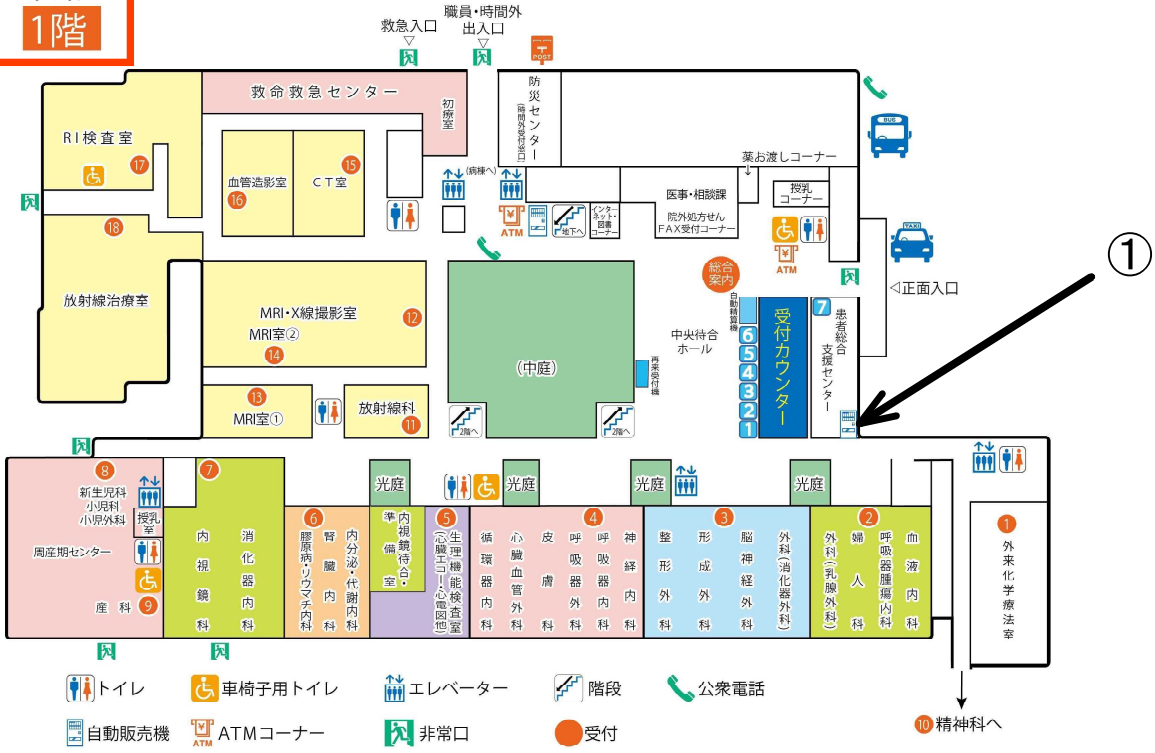 1階
救急入口
職員・時間外
出入口
POST
救命救急センター
初療室
防災センター
(時間外受付窓口)
RI検査室
17
血管造影室
16
CT室
15
(病棟へ)
ATM
地下へ
インター
ネット・
図書
コーナー
医事・相談課
院外処方せん
FAX受付コーナー
薬お渡しコーナー
授乳
コーナー
ATM
BUS
TAXI
正面入口
①
18
放射線治療室
MRI・X線撮影室
12
MRI室②
14
13
MRI室①
放射線科
11
(中庭)
2階へ
2階へ
再来受付機
総合
案内
中央待合
ホール
自動精算機
6
5
4
3
2
1
受付カウンター
7
患者総合
支援センター
8
新生児科
小児科
小児外科
授乳
室
周産期センター
産科
9
7
消化器内科
内視鏡科
6
内分泌・代謝内科
腎臓内科
膠原病・リウマチ内科
光庭
内視鏡待合・
準備室
5
生理機能検査室
(心臓エコー・心電図他)
光庭
4
神経内科
呼吸器内科
呼吸器外科
皮膚科
心臓血管外科
循環器内科
光庭
3
外科(消化器外科)
脳神経外科
形成外科
整形外科
光庭
2
血液内科
呼吸器腫瘍内科
婦人科
外科(乳腺外科)
1
外来化学療法室
10 精神科へ
トイレ
車椅子用トイレ
エレベーター
階段
公衆電話
自動販売機
ATM
ATMコーナー
非常口
受付